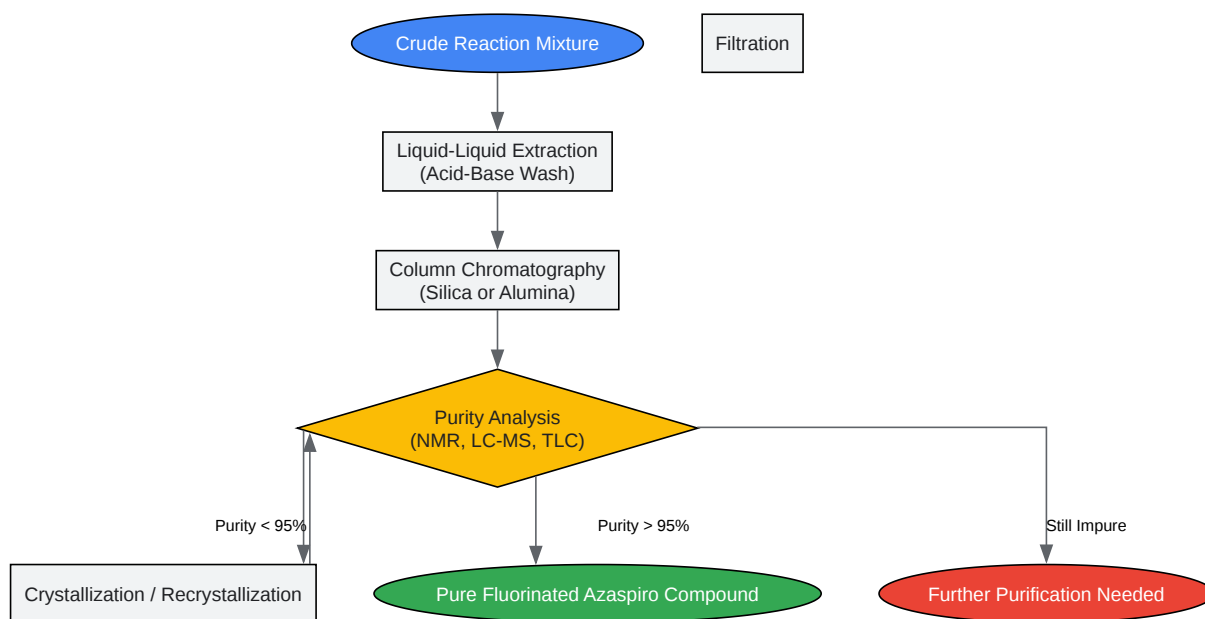 Crude Reaction Mixture
Filtration
Liquid-Liquid Extraction
(Acid-Base Wash)
Column Chromatography
(Silica or Alumina)
Purity Analysis
(NMR, LC-MS, TLC)
Purity < 95%
Purity > 95%
Still Impure
Crystallization / Recrystallization
Pure Fluorinated Azaspiro Compound
Further Purification Needed